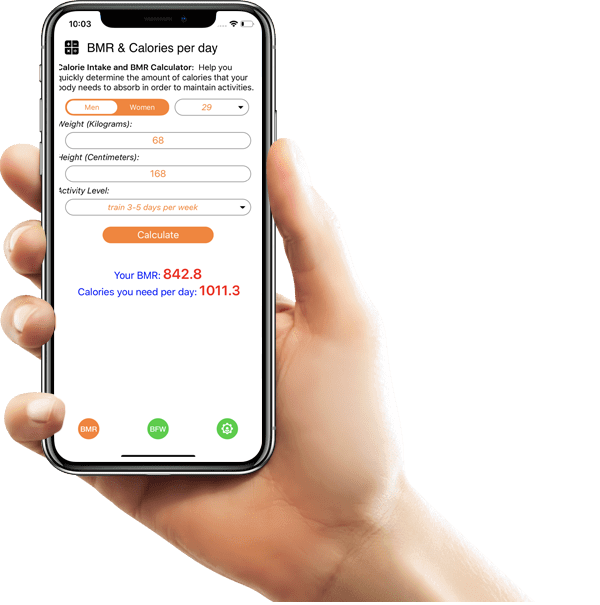 10:03
BMR & Calories per day
Calorie Intake and BMR Calculator: Help you
quickly determine the amount of calories that your
body needs to absorb in order to maintain activities.
Men Women 29
Weight (Kilograms):
68
Height (Centimeters):
168
Activity Level:
train 3-5 days per week
Calculate
Your BMR: 842.8
Calories you need per day: 1011.3
BMR BFW